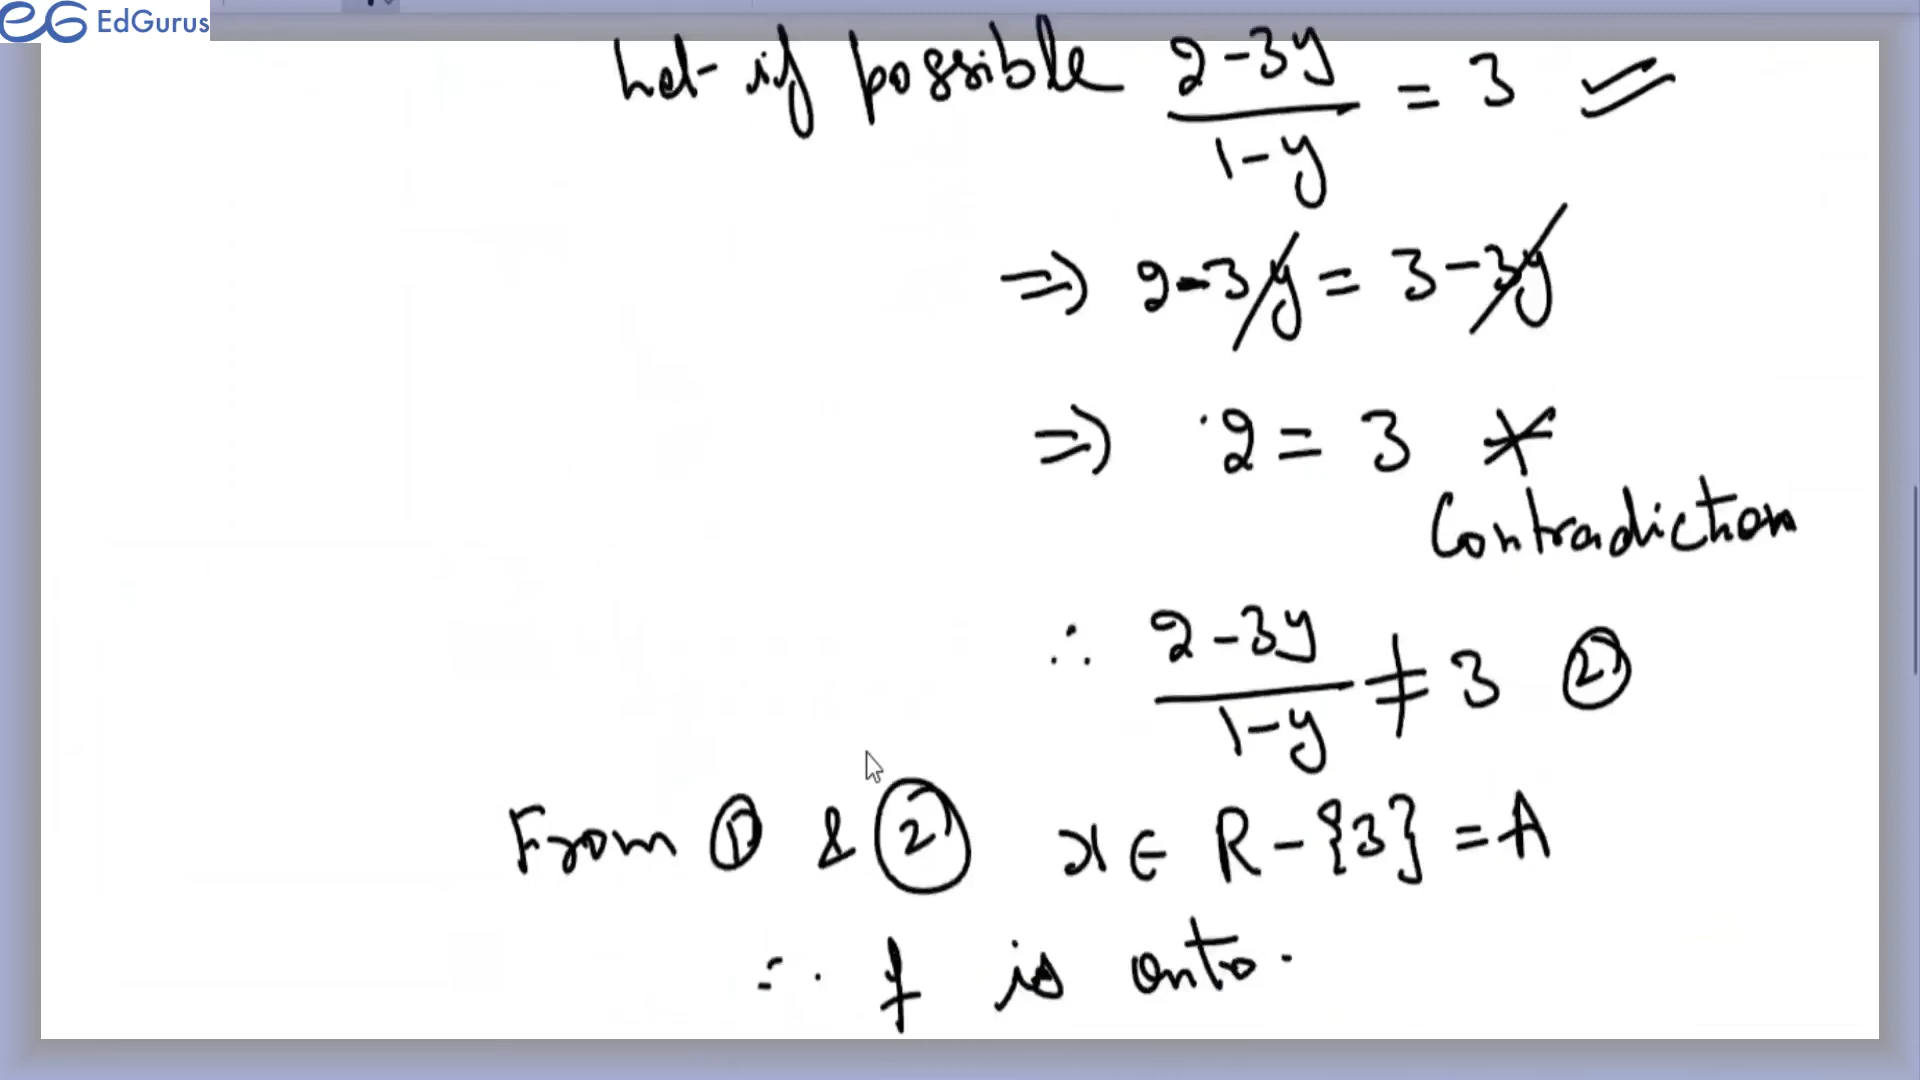 EdGurus
Let if possible (2-3y)/(1-y) = 3
⇒ 2-3y = 3-3y
⇒ 2 = 3
Contradiction
∴ (2-3y)/(1-y) ≠ 3 ②
From ① & ② x ∈ R-{3} = A
∴ f is onto.